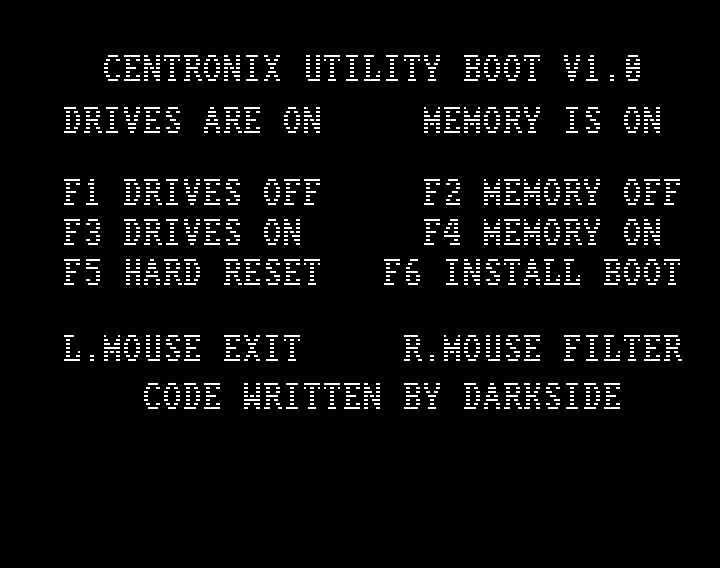 CENTRONIX UTILITY BOOT V1.0
DRIVES ARE ON MEMORY IS ON
F1 DRIVES OFF F2 MEMORY OFF
F3 DRIVES ON F4 MEMORY ON
F5 HARD RESET F6 INSTALL BOOT
L.MOUSE EXIT R.MOUSE FILTER
CODE WRITTEN BY DARKSIDE